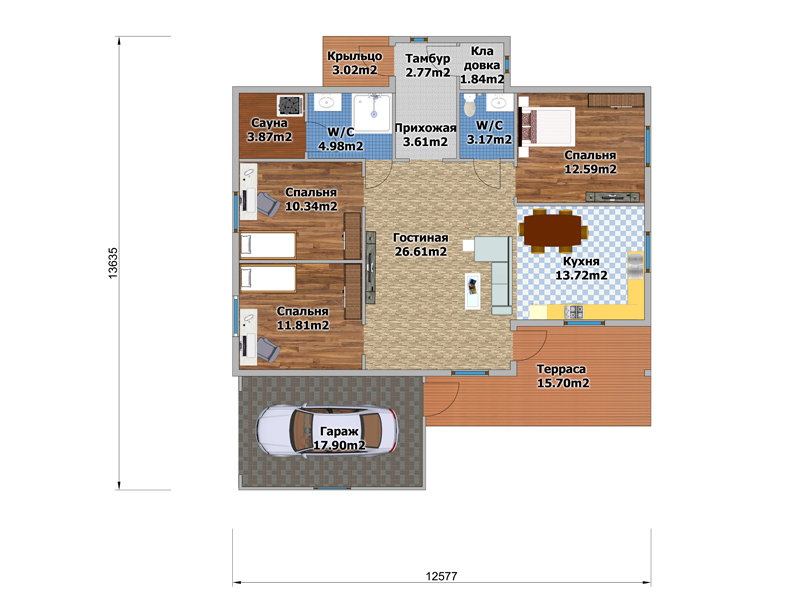 Крыльцо
3.02m2
Тамбур
2.77m2
Кла
довка
1.84m2
Сауна
3.87m2
W/C
4.98m2
Прихожая
3.61m2
W/C
3.17m2
Спальня
12.59m2
Спальня
10.34m2
Гостиная
26.61m2
Кухня
13.72m2
Спальня
11.81m2
Терраса
15.70m2
Гараж
17.90m2
13635
12577